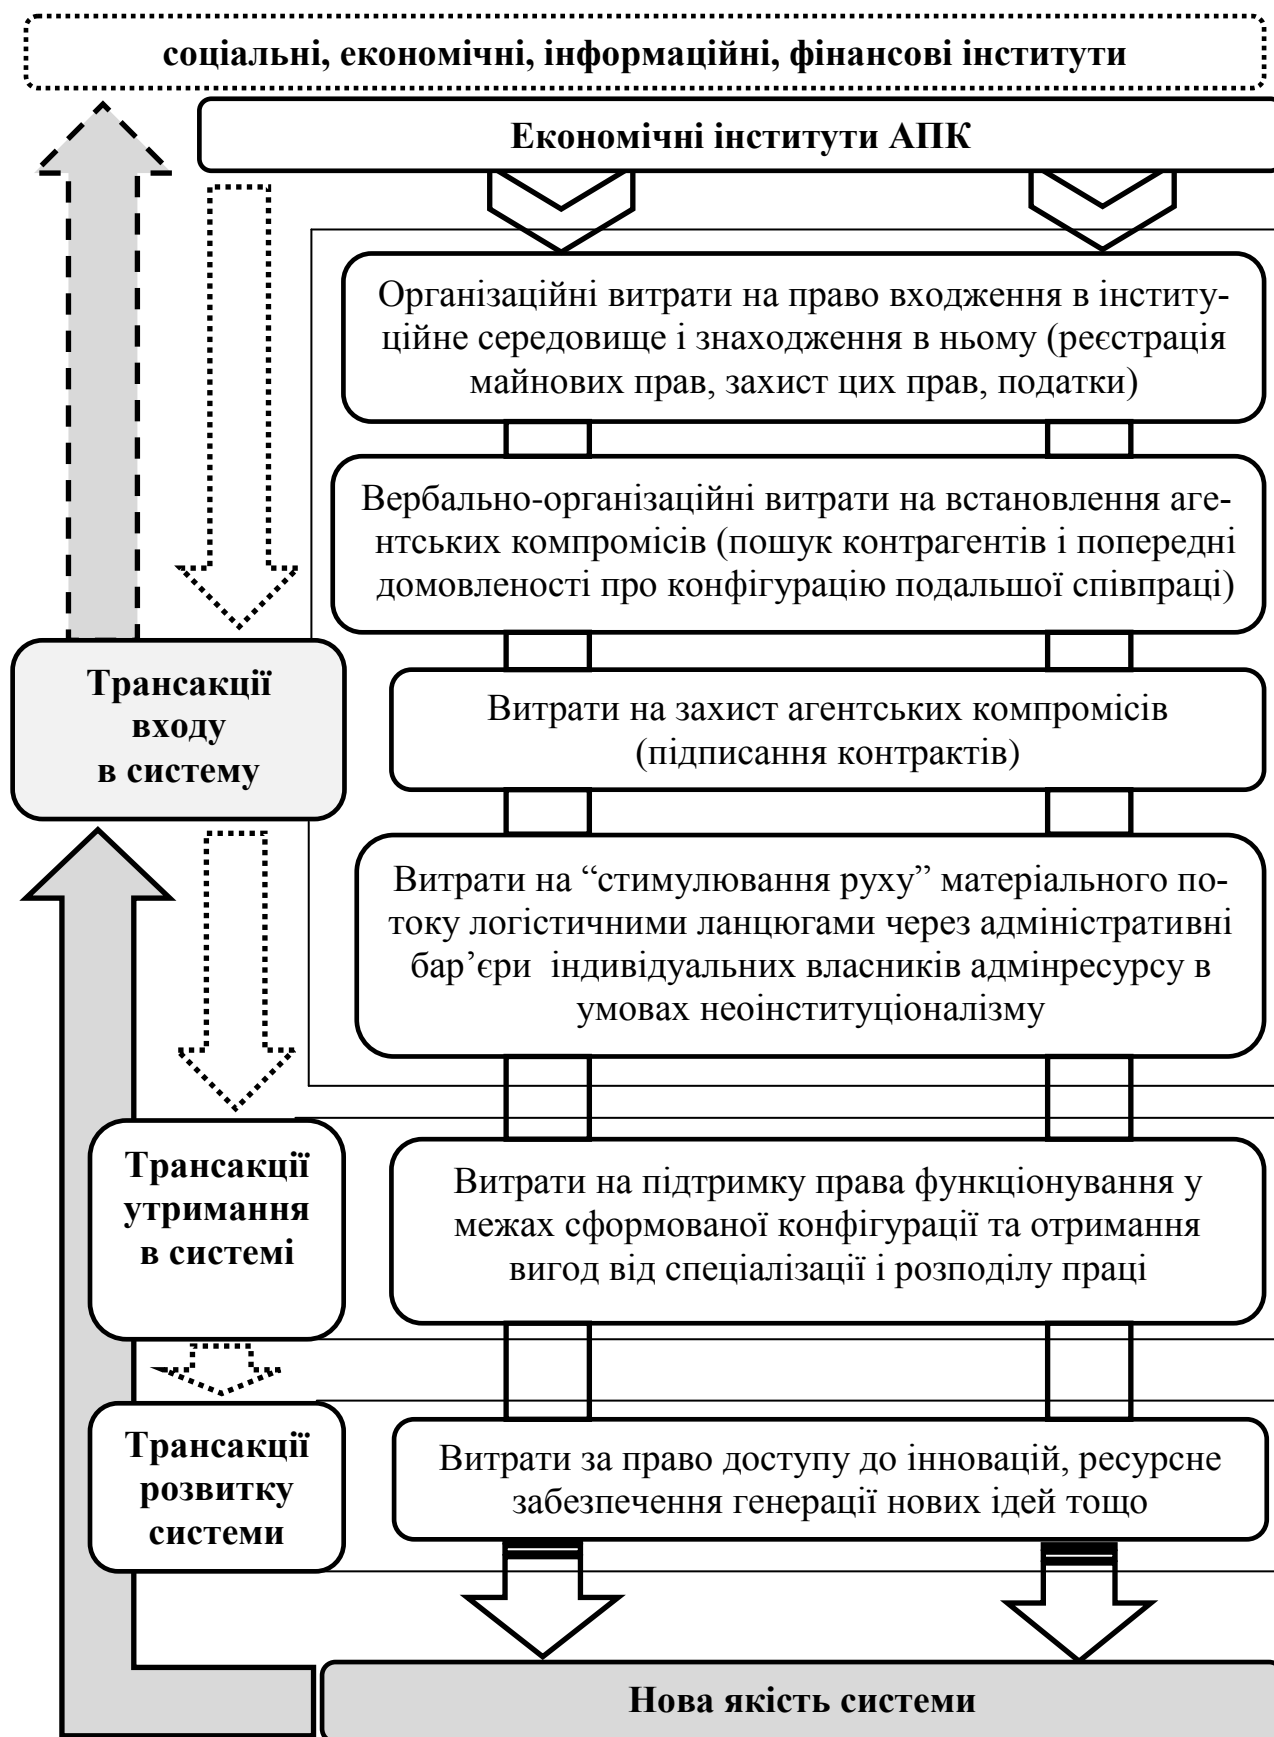 соціальні, економічні, інформаційні, фінансові інститути
Економічні інститути АПК
Організаційні витрати на право входження в інститу-
ційне середовище і знаходження в ньому (реєстрація
майнових прав, захист цих прав, податки)
Вербально-організаційні витрати на встановлення аге-
нтських компромісів (пошук контрагентів і попередні
домовленості про конфігурацію подальшої співпраці)
Трансакції
входу
в систему
Витрати на захист агентських компромісів
(підписання контрактів)
Витрати на “стимулювання руху” матеріального по-
току логістичними ланцюгами через адміністративні
бар’єри індивідуальних власників адмінресурсу в
умовах неоінституціоналізму
Трансакції
утримання
в системі
Витрати на підтримку права функціонування у
межах сформованої конфігурації та отримання
вигод від спеціалізації і розподілу праці
Трансакції
розвитку
системи
Витрати за право доступу до інновацій, ресурсне
забезпечення генерації нових ідей тощо
Нова якість системи